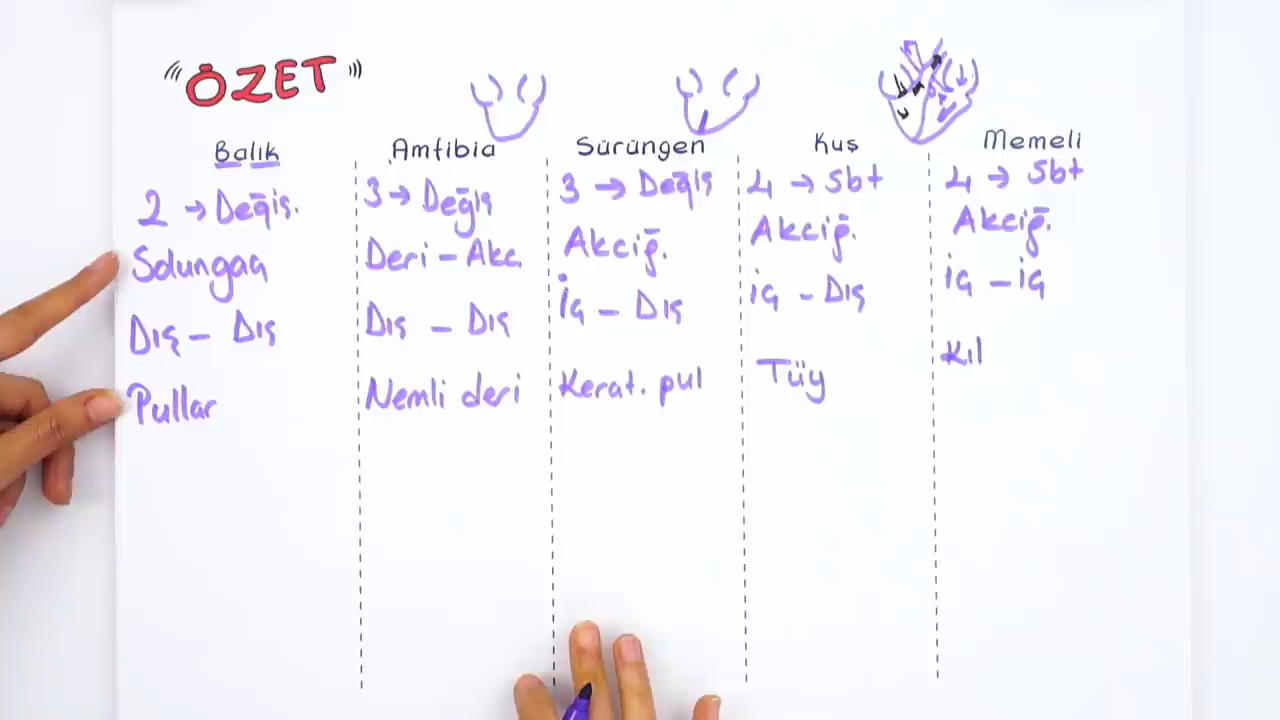 "ÖZET"
Balık
2 → Değiş.
Solungaç
Dış - Dış
Pullar
Amfibia
3 → Değiş
Deri - Akc.
Dış - Dış
Nemli deri
Sürüngen
3 → Değiş
Akciğ.
İç - Dış
Kerat. pul
Kuş
4 → Sbt
Akciğ.
İç - Dış
Tüy
Memeli
4 → Sbt
Akciğ.
İç - İç
Kıl